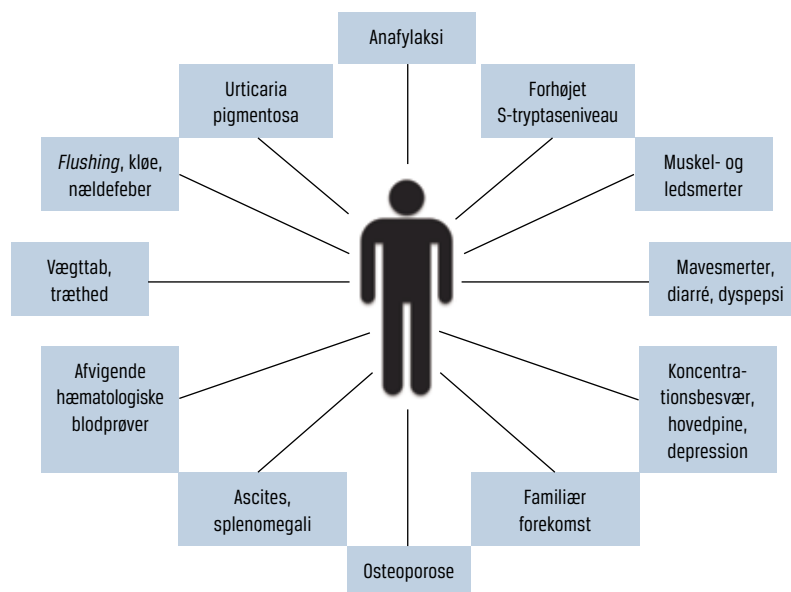 Anafylaksi
Urticaria
pigmentosa
Forhøjet
S-tryptaseniveau
Flushing, kløe,
nældefeber
Muskel- og
ledsmerter
Vægttab,
træthed
Mavesmerter,
diarré, dyspepsi
Afvigende
hæmatologiske
blodprøver
Koncentra-
tionsbesvær,
hovedpine,
depression
Ascites,
splenomegali
Familiær
forekomst
Osteoporose